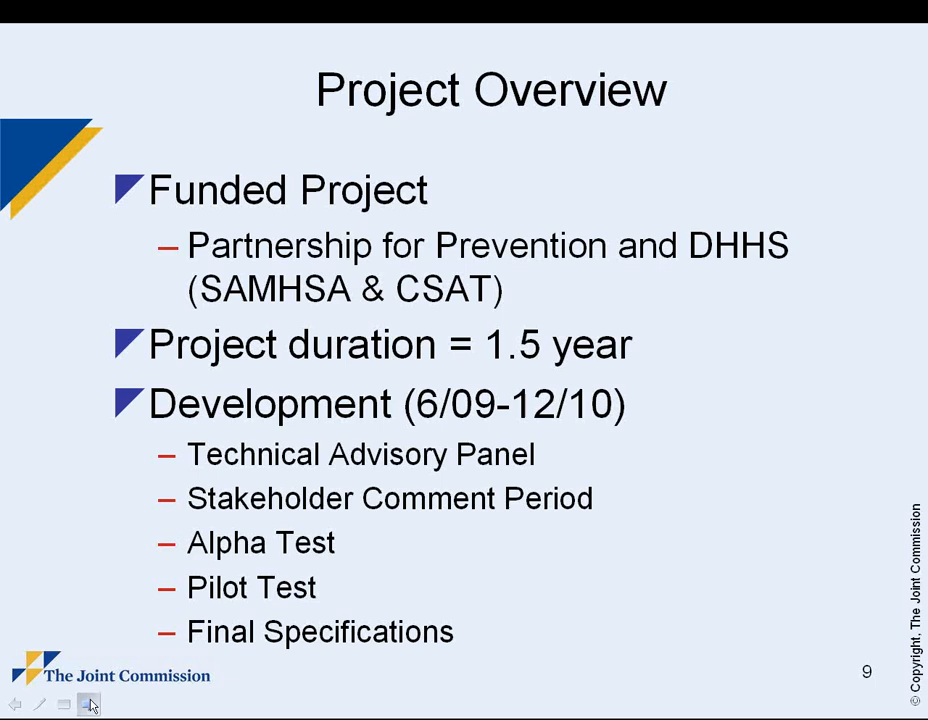 Project Overview
Funded Project
– Partnership for Prevention and DHHS
(SAMHSA & CSAT)
Project duration = 1.5 year
Development (6/09-12/10)
– Technical Advisory Panel
– Stakeholder Comment Period
– Alpha Test
– Pilot Test
– Final Specifications
The Joint Commission
9
© Copyright, The Joint Commission